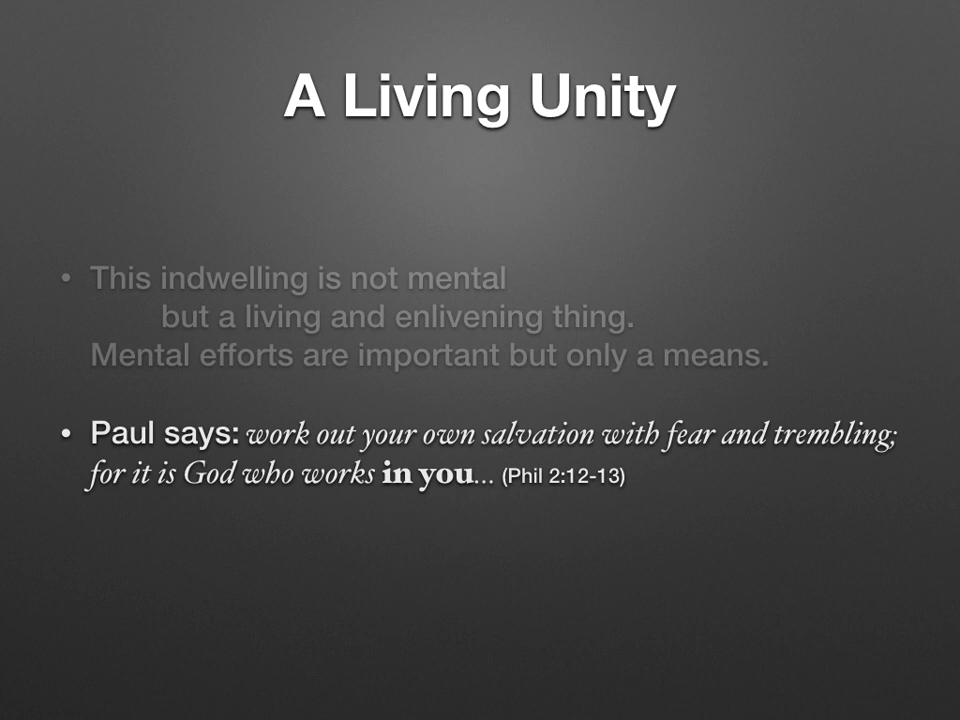 A Living Unity
• This indwelling is not mental
but a living and enlivening thing.
Mental efforts are important but only a means.
• Paul says: work out your own salvation with fear and trembling;
for it is God who works in you... (Phil 2:12-13)